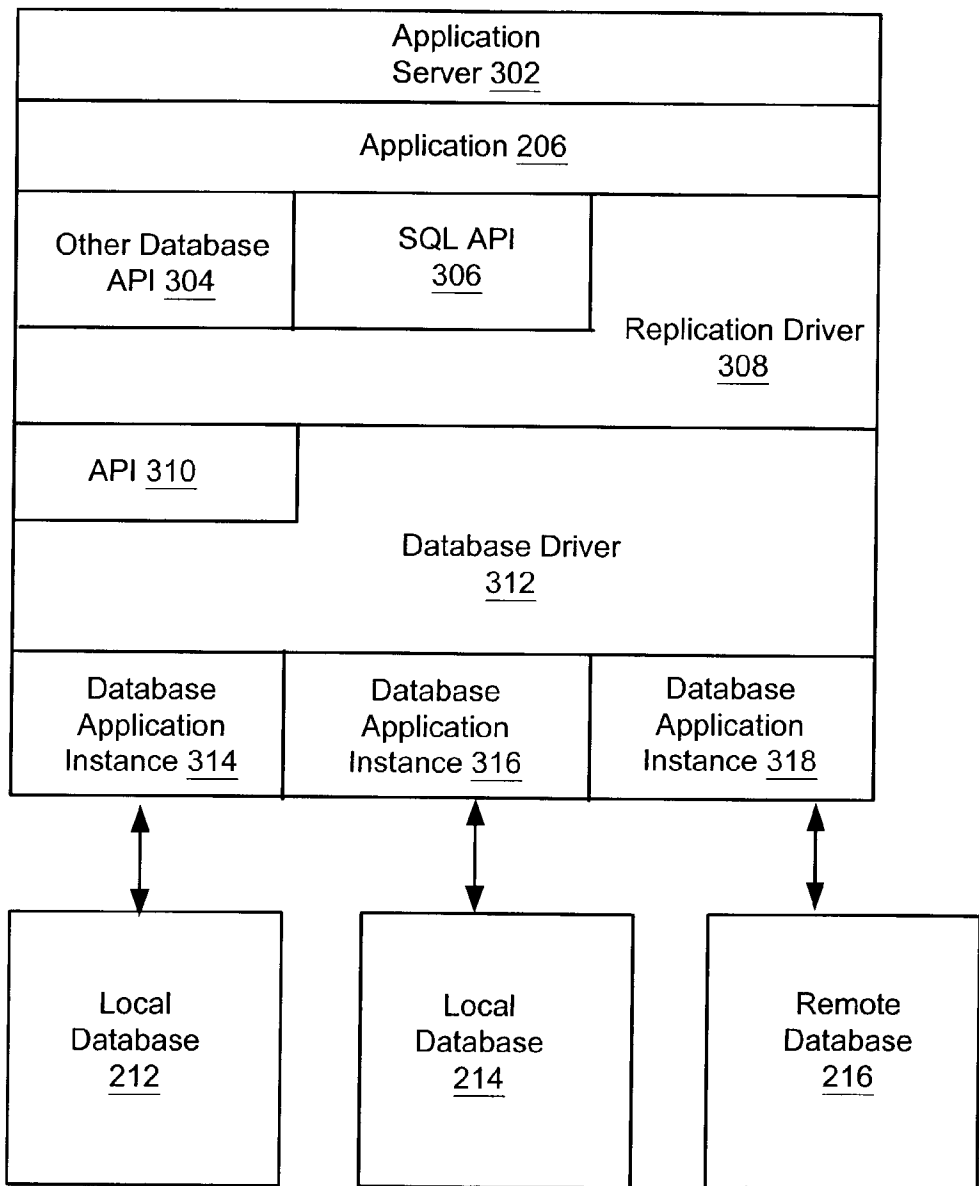 Application
Server 302
Application 206
Other Database
API 304
SQL API
306
Replication Driver
308
API 310
Database Driver
312
Database
Application
Instance 314
Database
Application
Instance 316
Database
Application
Instance 318
Local
Database
212
Local
Database
214
Remote
Database
216